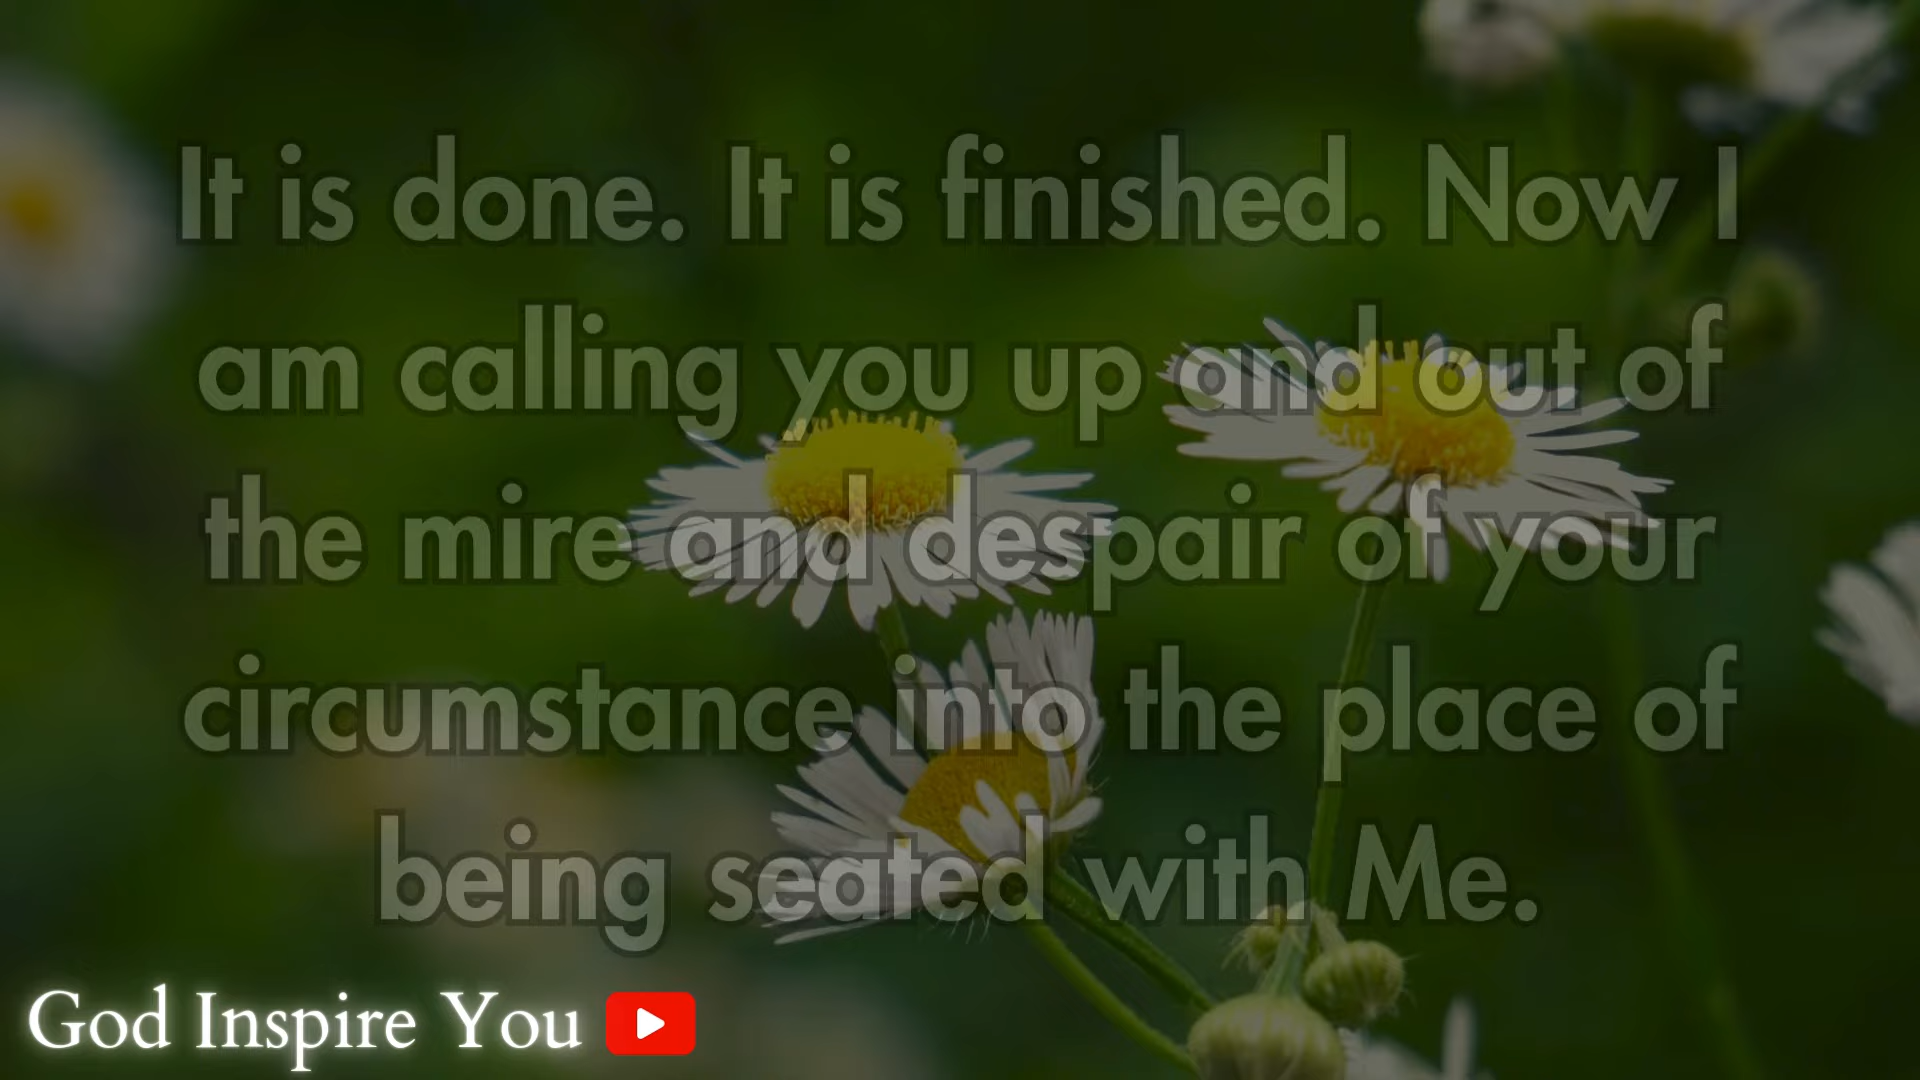 It is done. It is finished. Now I
am calling you up and out of
the mire and despair of your
circumstance into the place of
being seated with Me.
God Inspire You